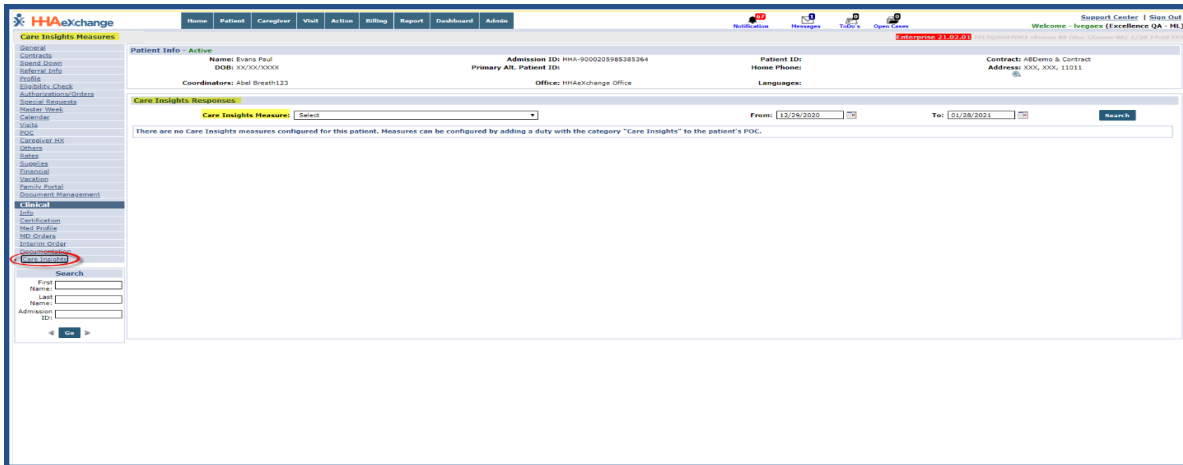 HHAeXchange
Home Patient Caregiver Visit Action Billing Report Dashboard Admin
67
Notification
1
Messages
0
ToDo's
0
Open Cases
Support Center | Sign Out
Welcome - lvegaex (Excellence QA - ML)
Enterprise 21.02.01
Care Insights Measures
General
Contracts
Spend Down
Referral Info
Profile
Eligibility Check
Authorizations/Orders
Special Requests
Master Week
Calendar
Visits
POC
Caregiver HX
Others
Rates
Supplies
Financial
Vacation
Family Portal
Document Management
Clinical
Info
Certification
Med Profile
MD Orders
Interim Order
Documentation
Care Insights
Search
First Name:
Last Name:
Admission ID:
Go
Patient Info - Active
Name: Evans Paul Admission ID: HHA-9000205985385364 Patient ID: Contract: ABDemo & Contract
DOB: XX/XX/XXXX Primary Alt. Patient ID: Home Phone: Address: XXX, XXX, 11011
Coordinators: Abel Breath123 Office: HHAeXchange Office Languages:
Care Insights Responses
Care Insights Measure: Select From: 12/29/2020 To: 01/28/2021 Search
There are no Care Insights measures configured for this patient. Measures can be configured by adding a duty with the category "Care Insights" to the patient's POC.